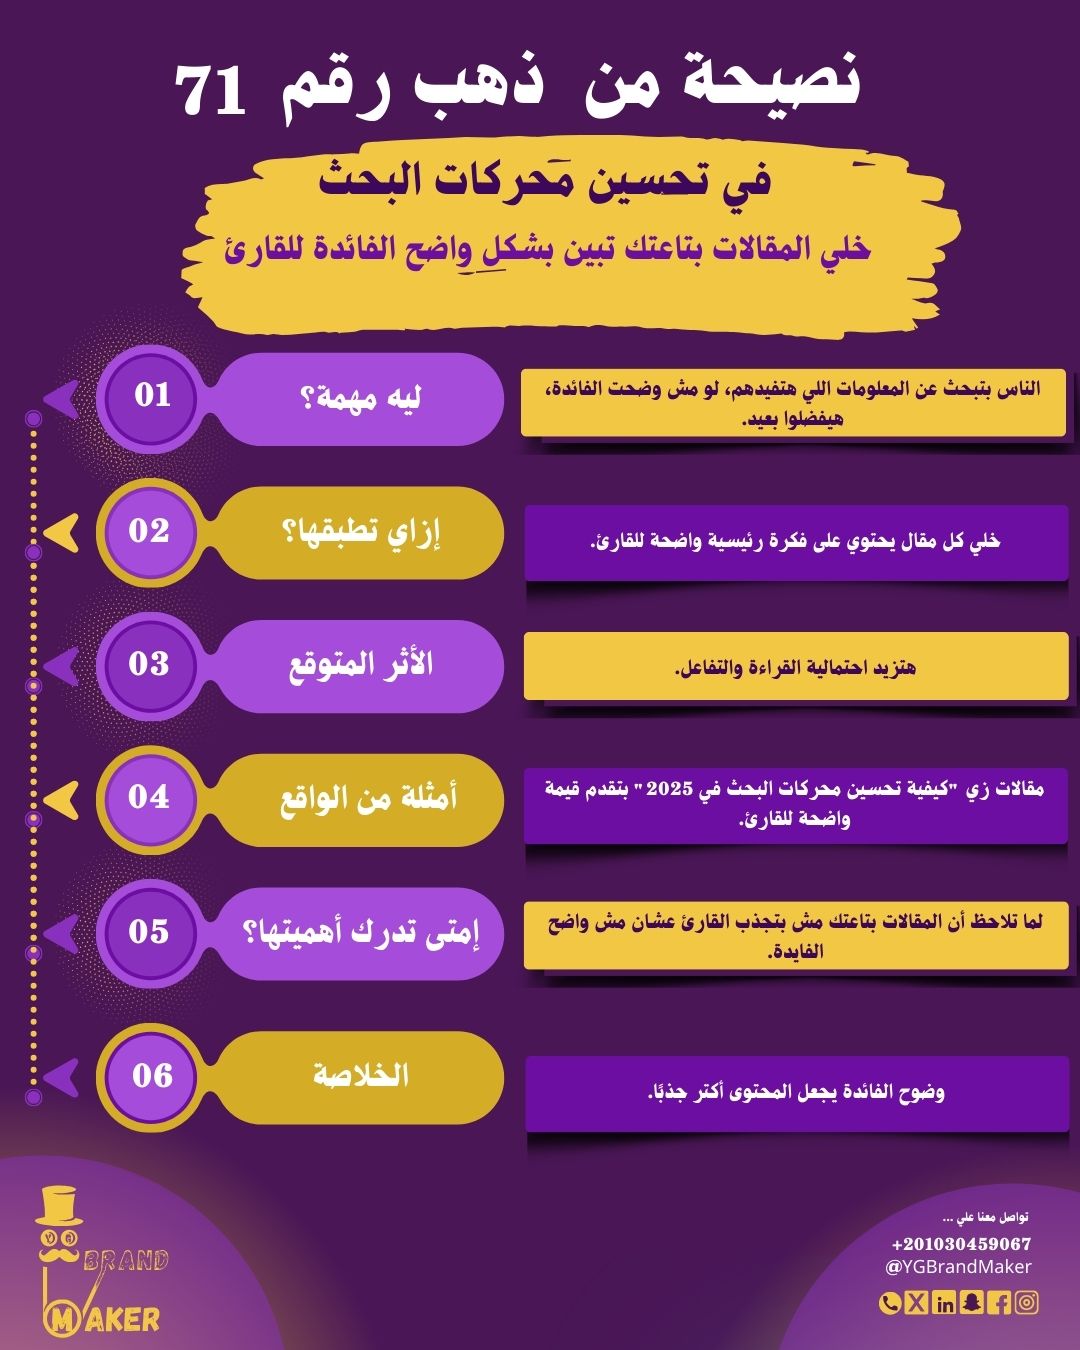 نصيحة من ذهب رقم 71
في تحسين محركات البحث
خلي المقالات بتاعتك تبين بشكل واضح الفائدة للقارئ
01
ليه مهمة؟
الناس بتبحث عن المعلومات اللي هتفيدهم، لو مش وضحت الفائدة،
هيفضلوا بعيد.
02
إزاي تطبقها؟
خلي كل مقال يحتوي على فكرة رئيسية واضحة للقارئ.
03
الأثر المتوقع
هتزيد احتمالية القراءة والتفاعل.
04
أمثلة من الواقع
مقالات زي "كيفية تحسين محركات البحث في 2025" بتقدم قيمة
واضحة للقارئ.
05
إمتى تدرك أهميتها؟
لما تلاحظ أن المقالات بتاعتك مش بتجذب القارئ عشان مش واضح
الفايدة.
06
الخلاصة
وضوح الفائدة يجعل المحتوى أكتر جذبًا.
BRAND
MAKER
تواصل معنا علي ...
+201030459067
@YGBrandMaker